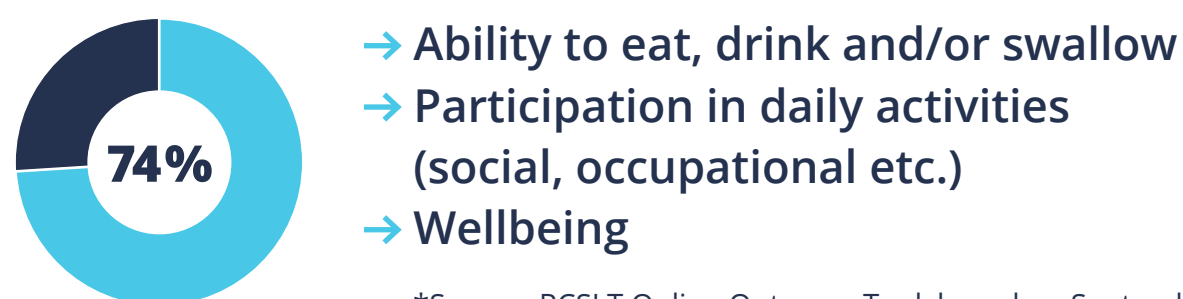 74%
→ Ability to eat, drink and/or swallow
→ Participation in daily activities
(social, occupational etc.)
→ Wellbeing